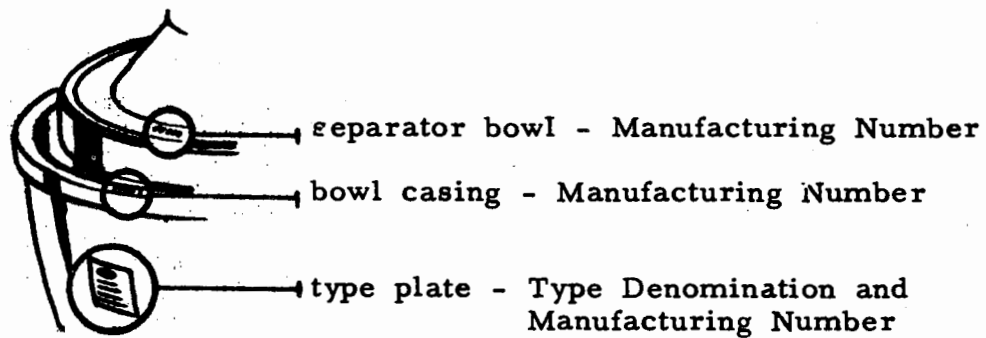 separator bowl - Manufacturing Number
bowl casing - Manufacturing Number
type plate - Type Denomination and
Manufacturing Number